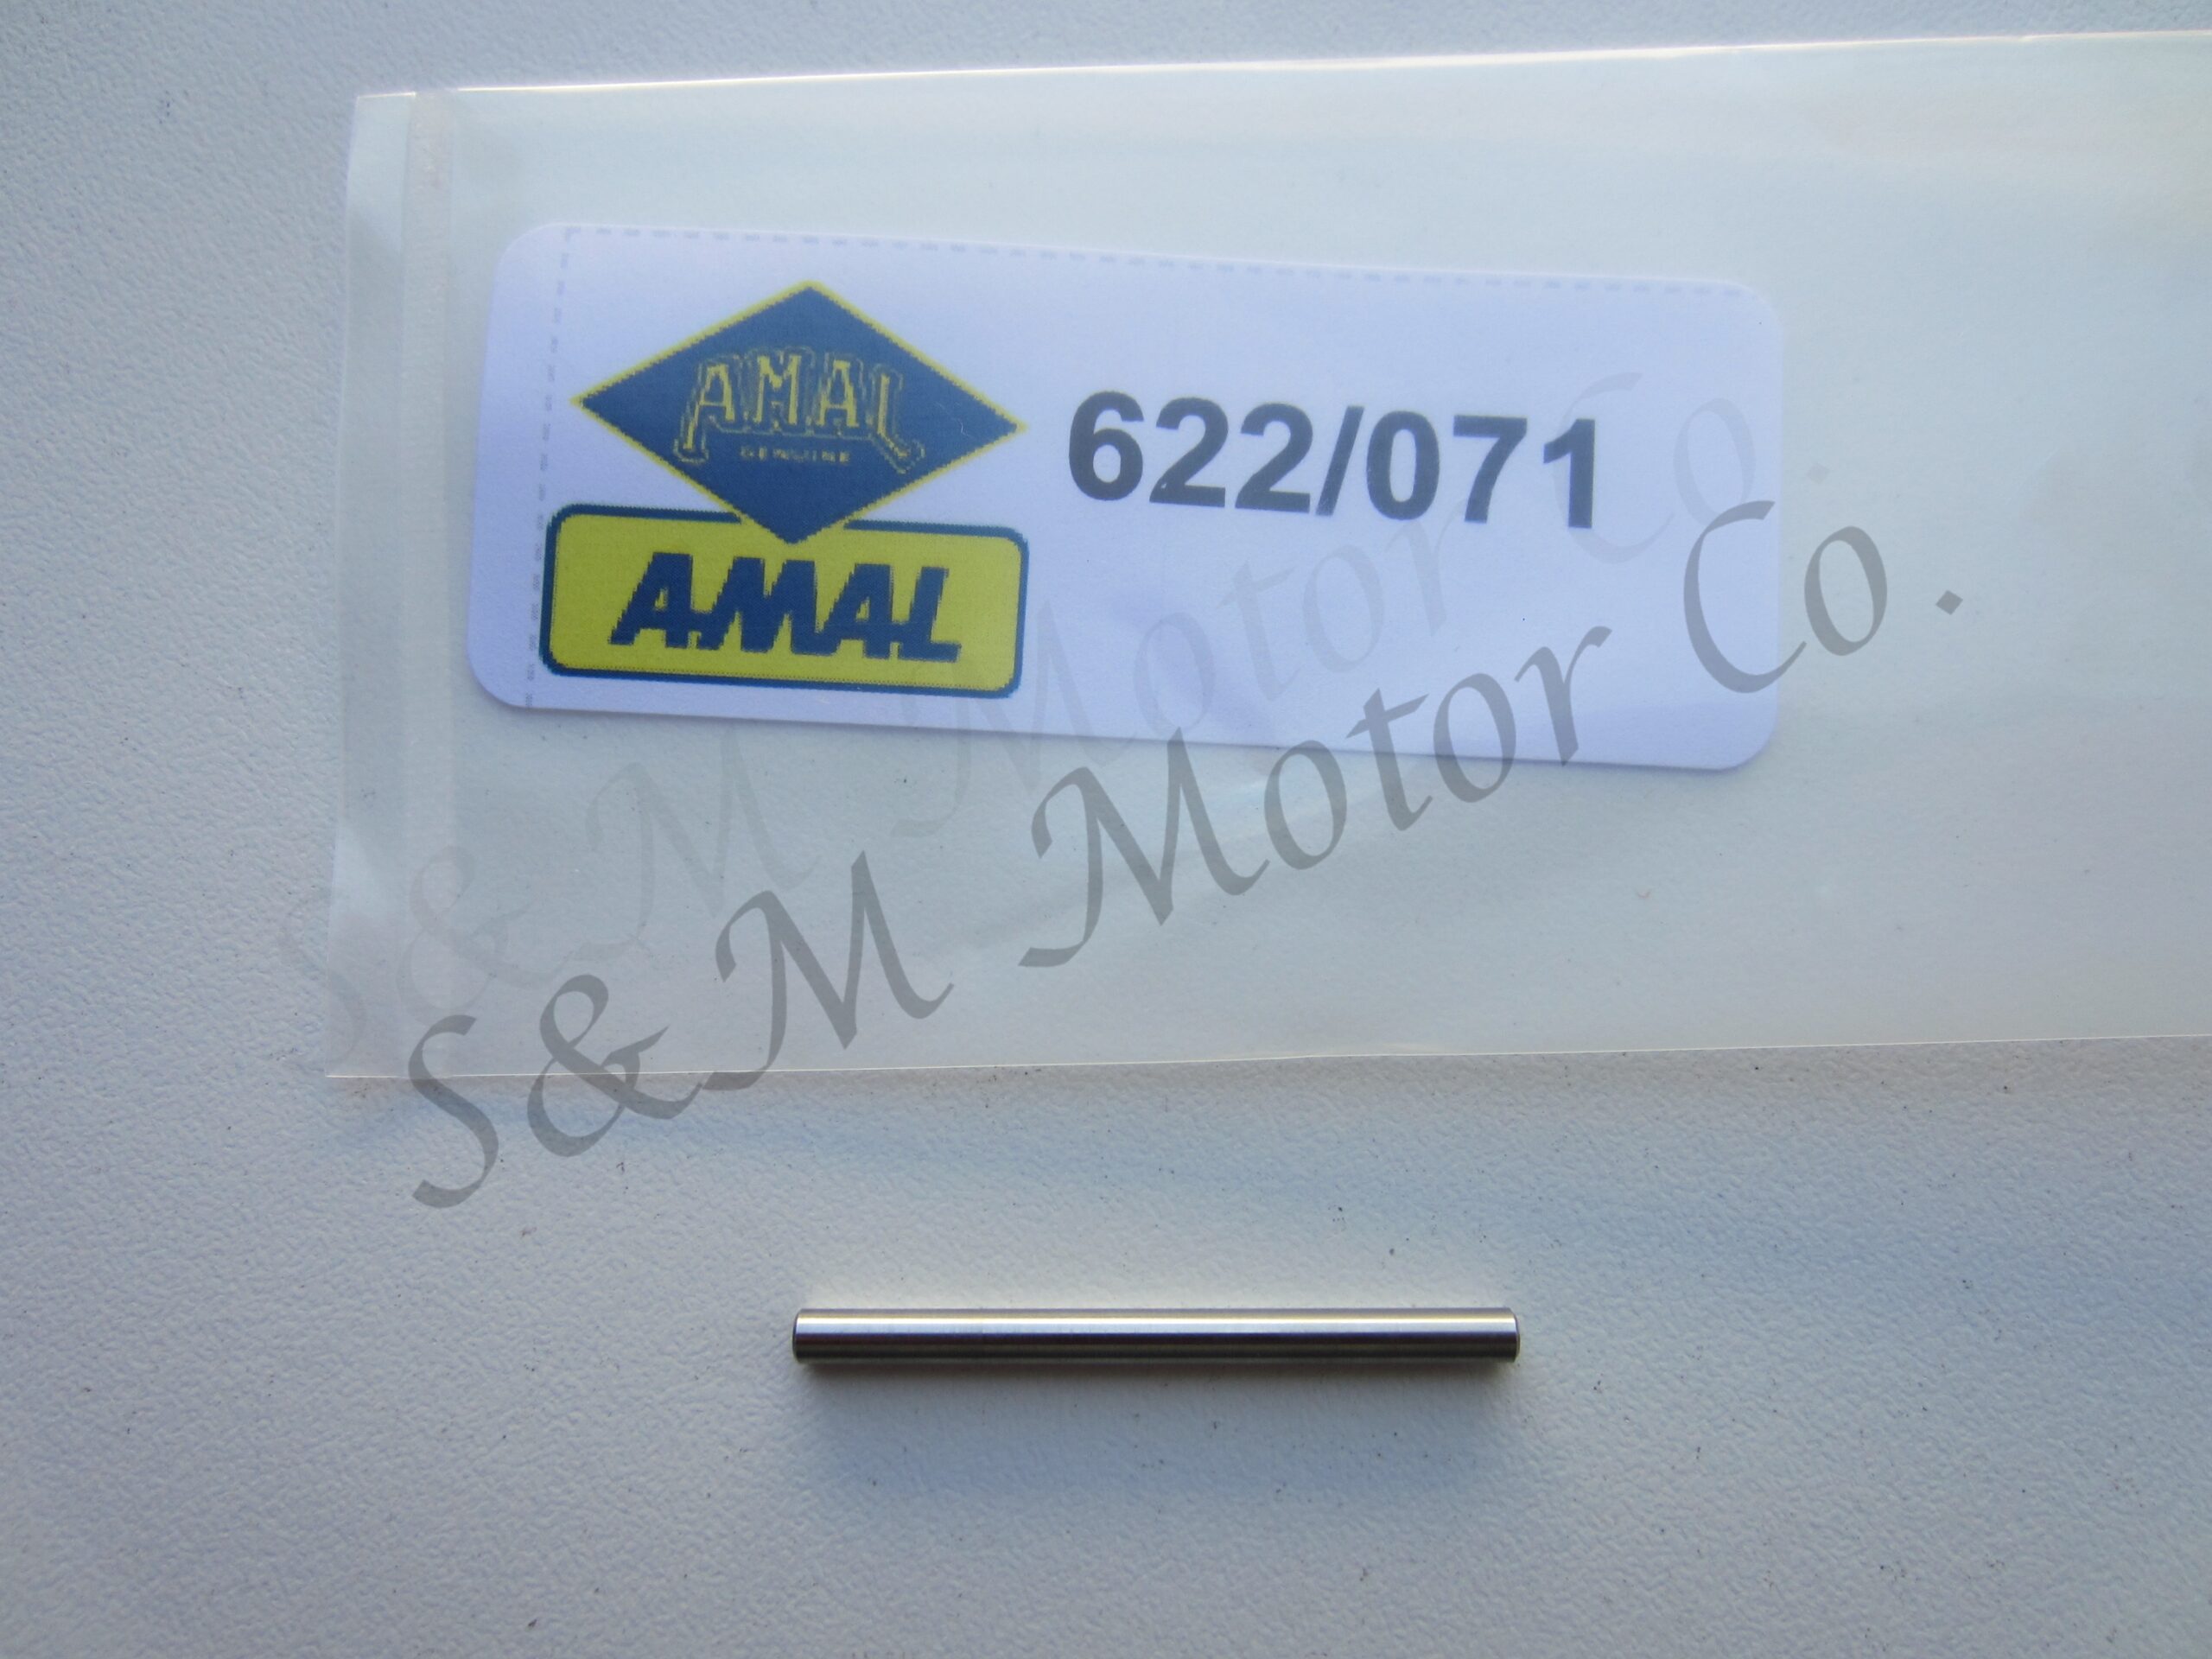 AMAL
GENUINE
622/071
AMAL
S&M Motor Co.
S&M Motor Co.